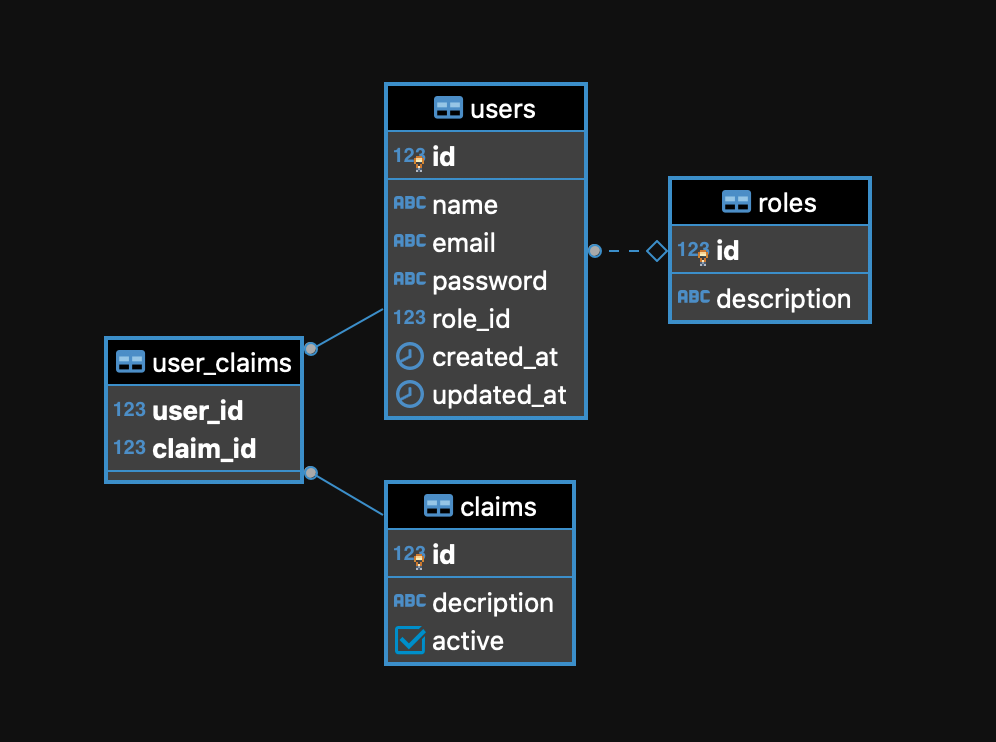 users
123 id
ABC name
ABC email
ABC password
123 role_id
created_at
updated_at
roles
123 id
ABC description
user_claims
123 user_id
123 claim_id
claims
123 id
ABC decription
active